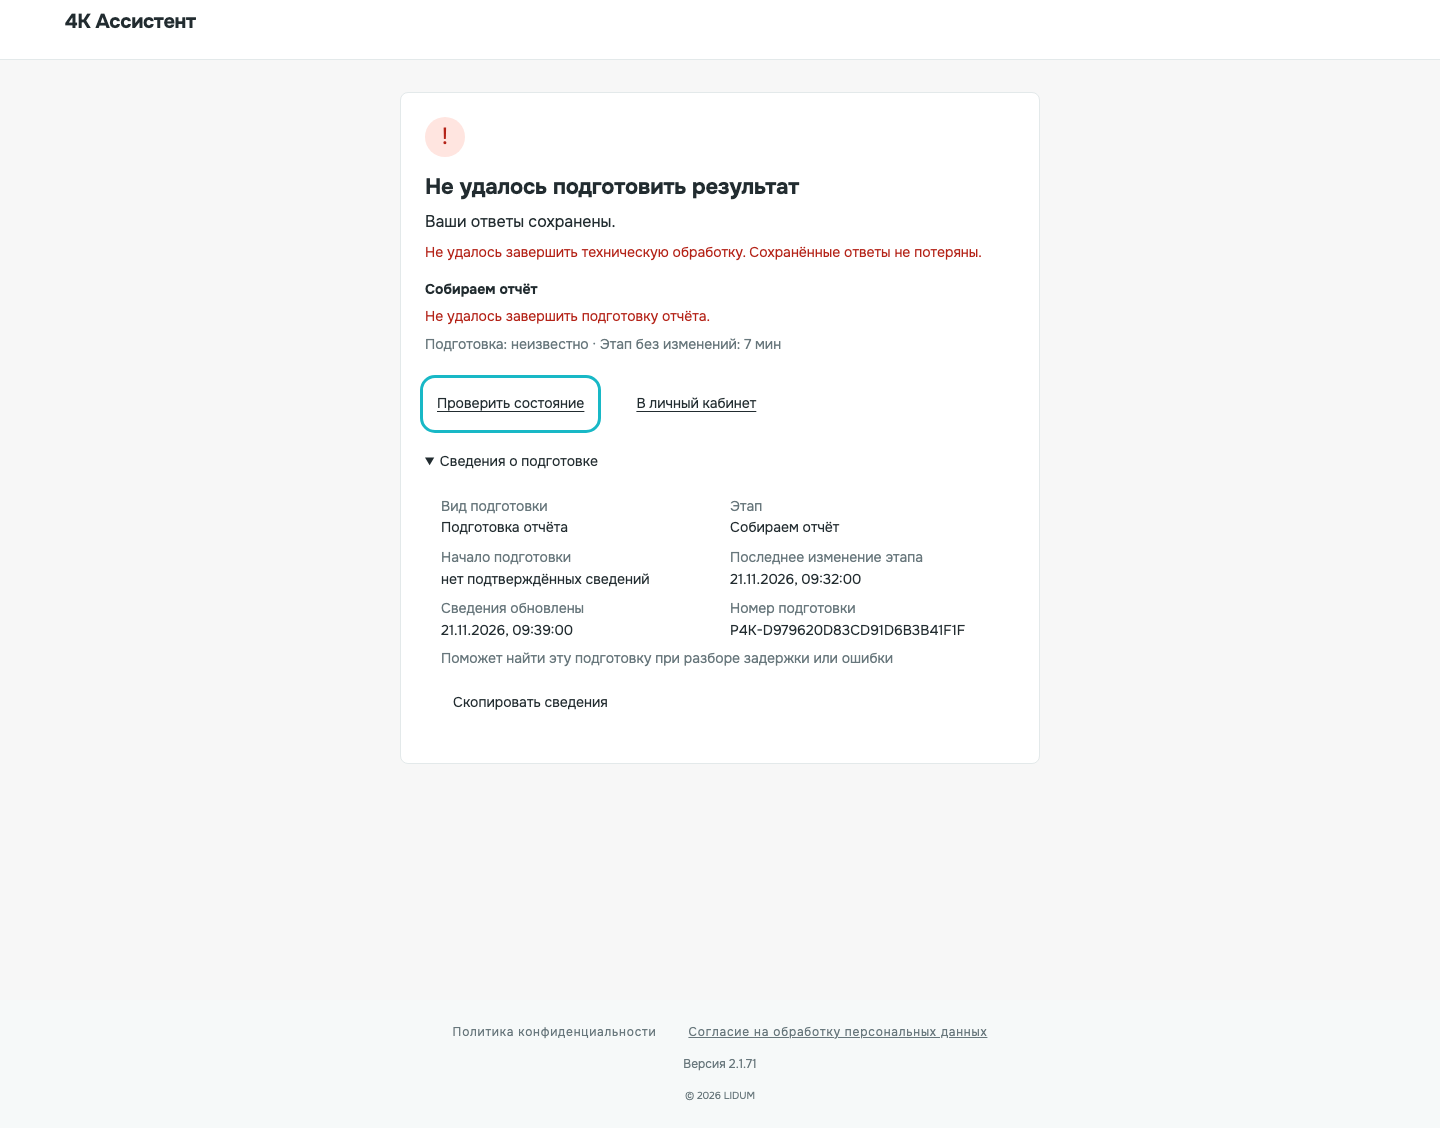 4К Ассистент
!
Не удалось подготовить результат
Ваши ответы сохранены.
Не удалось завершить техническую обработку. Сохранённые ответы не потеряны.
Собираем отчёт
Не удалось завершить подготовку отчёта.
Подготовка: неизвестно · Этап без изменений: 7 мин
Проверить состояние
В личный кабинет
▼ Сведения о подготовке
Вид подготовки
Подготовка отчёта
Этап
Собираем отчёт
Начало подготовки
нет подтверждённых сведений
Последнее изменение этапа
21.11.2026, 09:32:00
Сведения обновлены
21.11.2026, 09:39:00
Номер подготовки
P4K-D979620D83CD91D6B3B41F1F
Поможет найти эту подготовку при разборе задержки или ошибки
Скопировать сведения
Политика конфиденциальности
Согласие на обработку персональных данных
Версия 2.1.71
© 2026 LIDUM